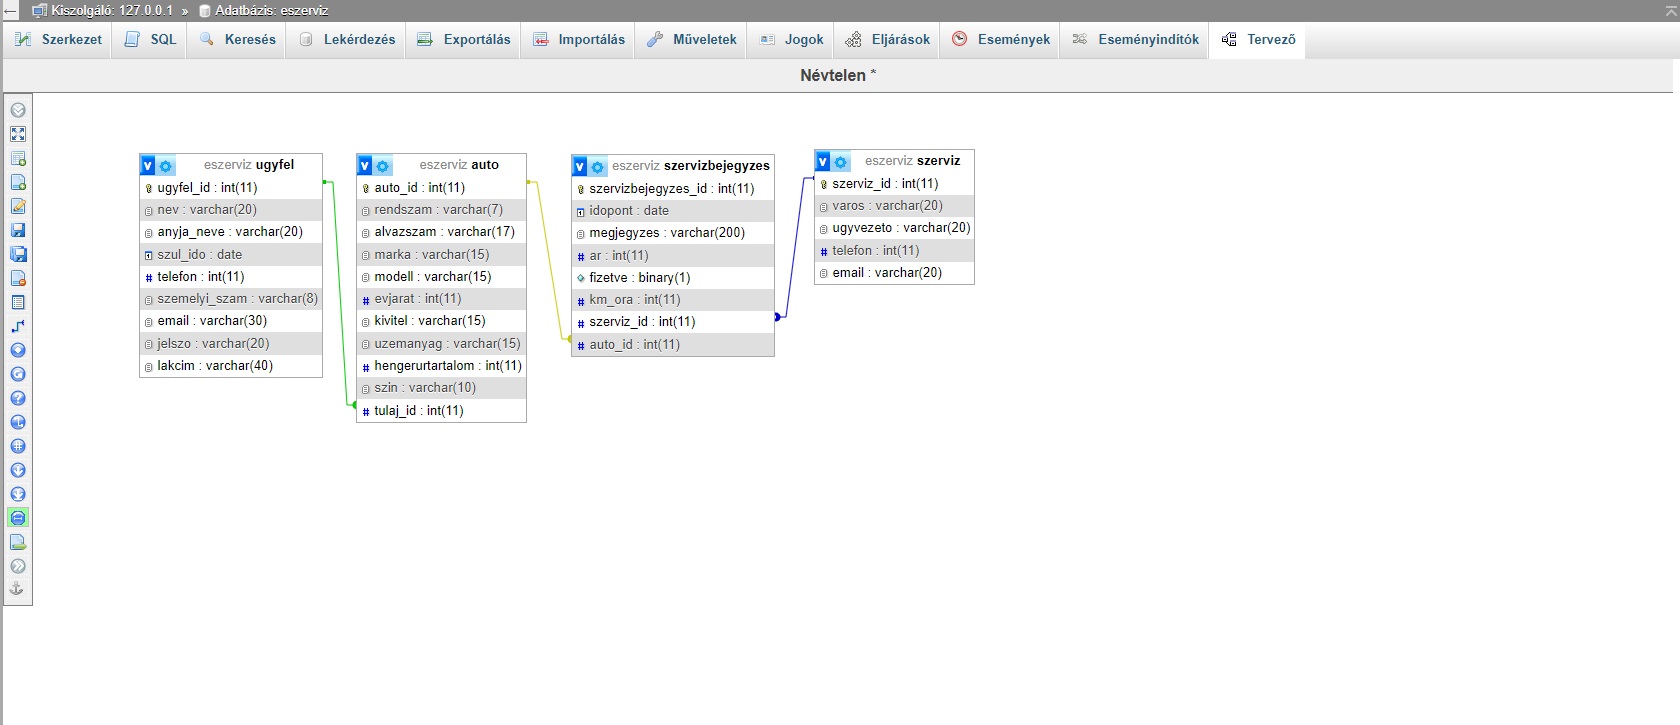 Kiszolgáló: 127.0.0.1 » Adatbázis: eszerviz
Szerkezet SQL Keresés Lekérdezés Exportálás Importálás Műveletek Jogok Eljárások Események Eseményindítók Tervező
Névtelen *
v eszerviz ugyfel
ugyfel_id : int(11)
nev : varchar(20)
anyja_neve : varchar(20)
szul_ido : date
telefon : int(11)
szemelyi_szam : varchar(8)
email : varchar(30)
jelszo : varchar(20)
lakcim : varchar(40)
v eszerviz auto
auto_id : int(11)
rendszam : varchar(7)
alvazszam : varchar(17)
marka : varchar(15)
modell : varchar(15)
evjarat : int(11)
kivitel : varchar(15)
uzemanyag : varchar(15)
hengerurtartalom : int(11)
szin : varchar(10)
tulaj_id : int(11)
v eszerviz szervizbejegyzes
szervizbejegyzes_id : int(11)
idopont : date
megjegyzes : varchar(200)
ar : int(11)
fizetve : binary(1)
km_ora : int(11)
szerviz_id : int(11)
auto_id : int(11)
v eszerviz szerviz
szerviz_id : int(11)
varos : varchar(20)
ugyvezeto : varchar(20)
telefon : int(11)
email : varchar(20)